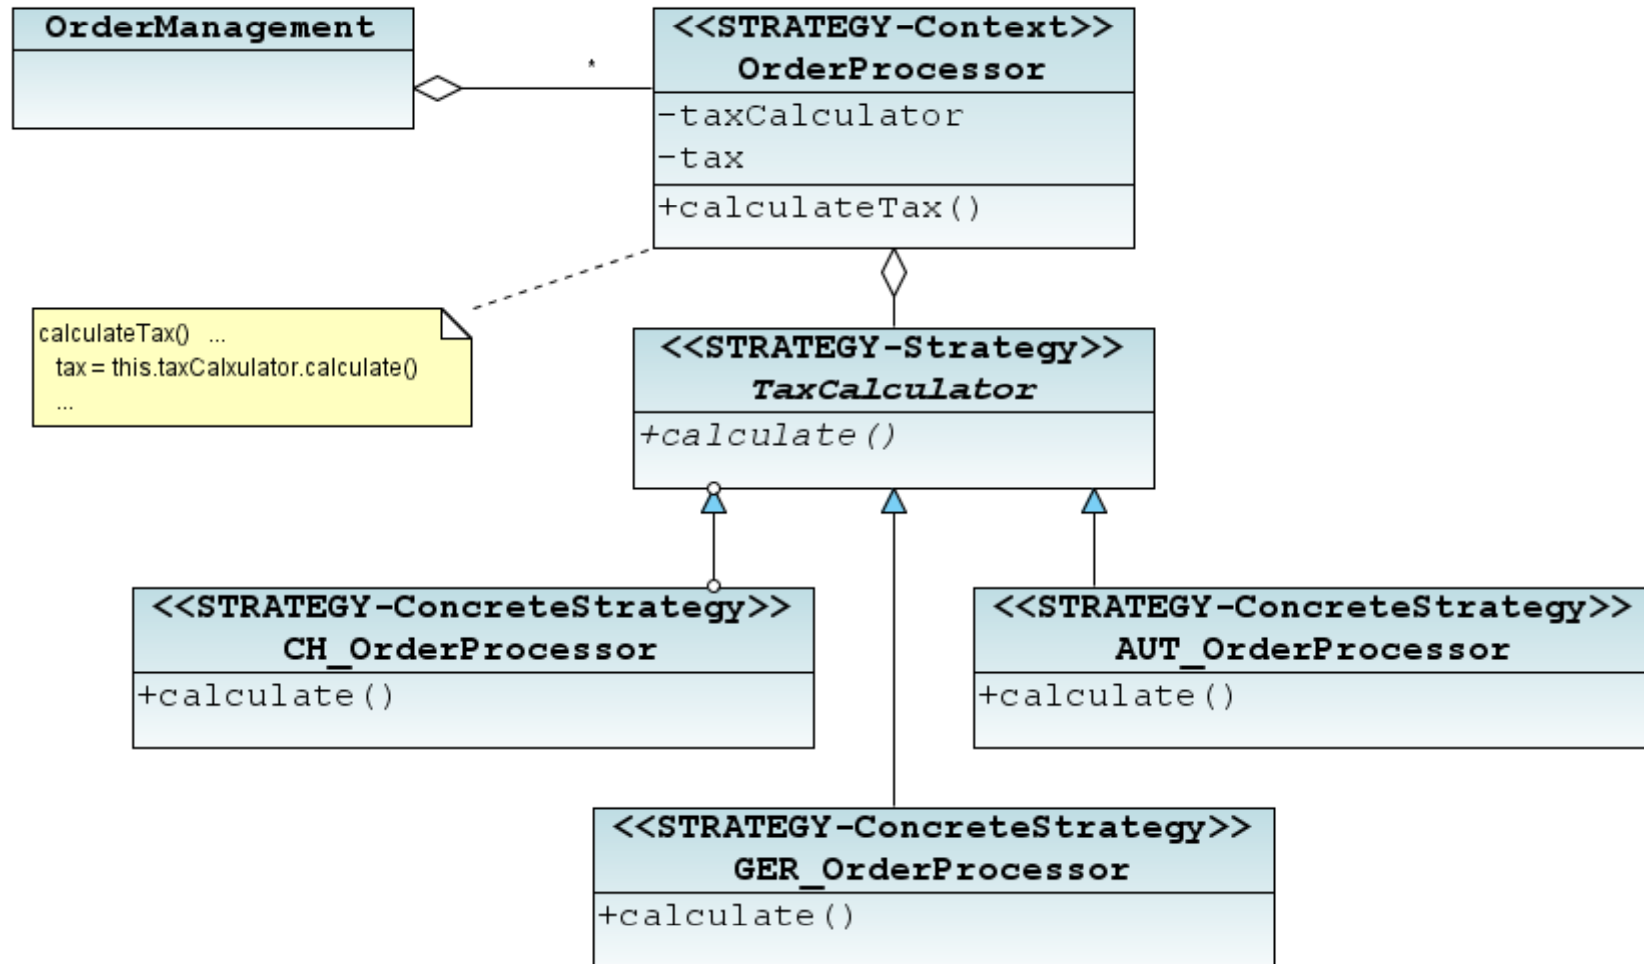 OrderManagement
*
<<STRATEGY-Context>>
OrderProcessor
-taxCalculator
-tax
+calculateTax()
calculateTax() ...
tax = this.taxCalxulator.calculate()
...
<<STRATEGY-Strategy>>
TaxCalculator
+calculate()
<<STRATEGY-ConcreteStrategy>>
CH_OrderProcessor
+calculate()
<<STRATEGY-ConcreteStrategy>>
AUT_OrderProcessor
+calculate()
<<STRATEGY-ConcreteStrategy>>
GER_OrderProcessor
+calculate()